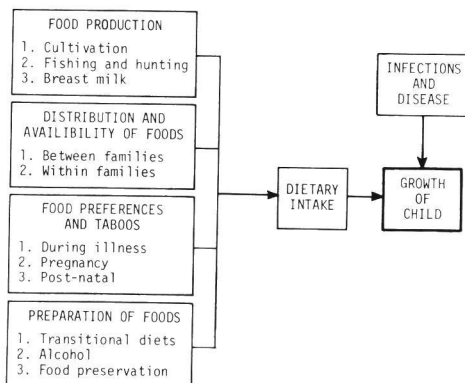 FOOD PRODUCTION
1. Cultivation
2. Fishing and hunting
3. Breast milk
DISTRIBUTION AND
AVAILIBILITY OF FOODS
1. Between families
2. Within families
FOOD PREFERENCES
AND TABOOS
1. During illness
2. Pregnancy
3. Post-natal
PREPARATION OF FOODS
1. Transitional diets
2. Alcohol
3. Food preservation
DIETARY
INTAKE
INFECTIONS
AND
DISEASE
GROWTH
OF
CHILD